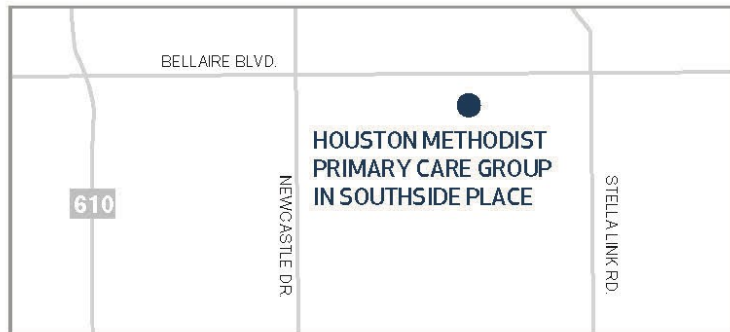 BELLAIRE BLVD.
HOUSTON METHODIST
PRIMARY CARE GROUP
IN SOUTHSIDE PLACE
610
NEWCASTLE DR.
STELLA LINK RD.